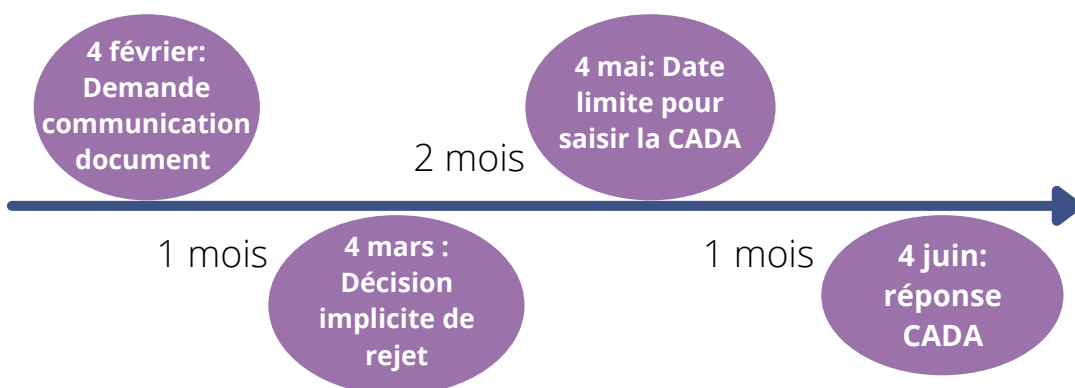 4 février:
Demande
communication
document
1 mois
4 mars :
Décision
implicite de
rejet
2 mois
4 mai: Date
limite pour
saisir la CADA
1 mois
4 juin:
réponse
CADA